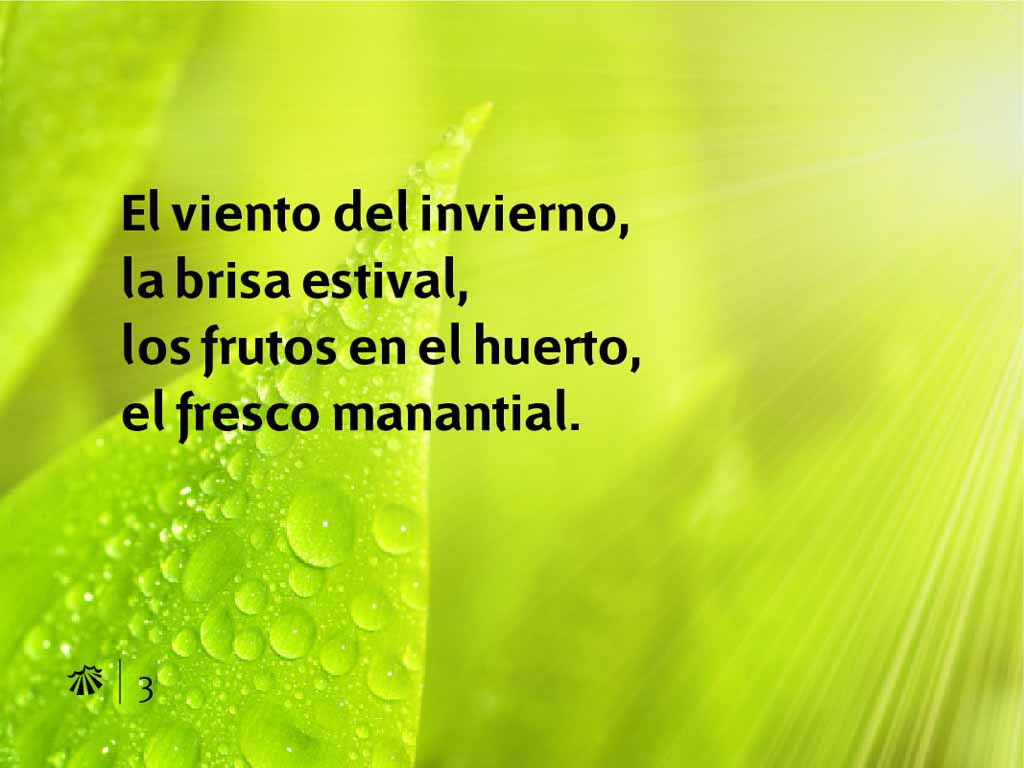 El viento del invierno,
la brisa estival,
los frutos en el huerto,
el fresco manantial.
3